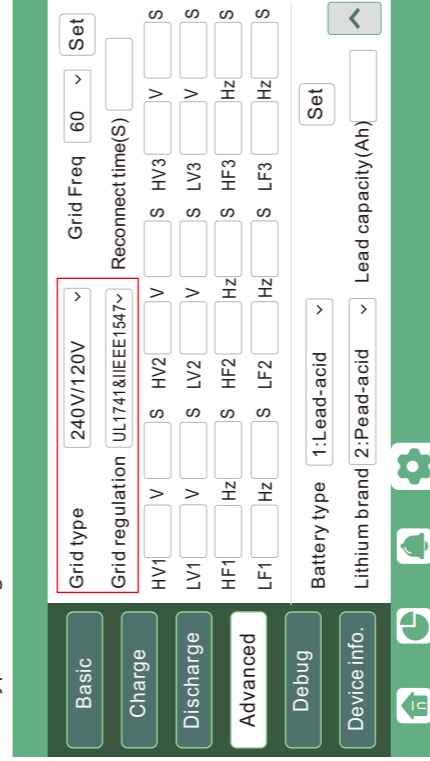 Basic
Charge
Discharge
Advanced
Debug
Device info.
Grid type 240V/120V Grid Freq 60 Set
Grid regulation UL1741&IIEEE1547 Reconnect time(S)
HV1 V S HV2 V S HV3 V S
LV1 V S LV2 V S LV3 V S
HF1 Hz S HF2 Hz S HF3 Hz S
LF1 Hz S LF2 Hz S LF3 Hz S
Battery type 1:Lead-acid Set
Lithium brand 2:Pead-acid Lead capacity(Ah)